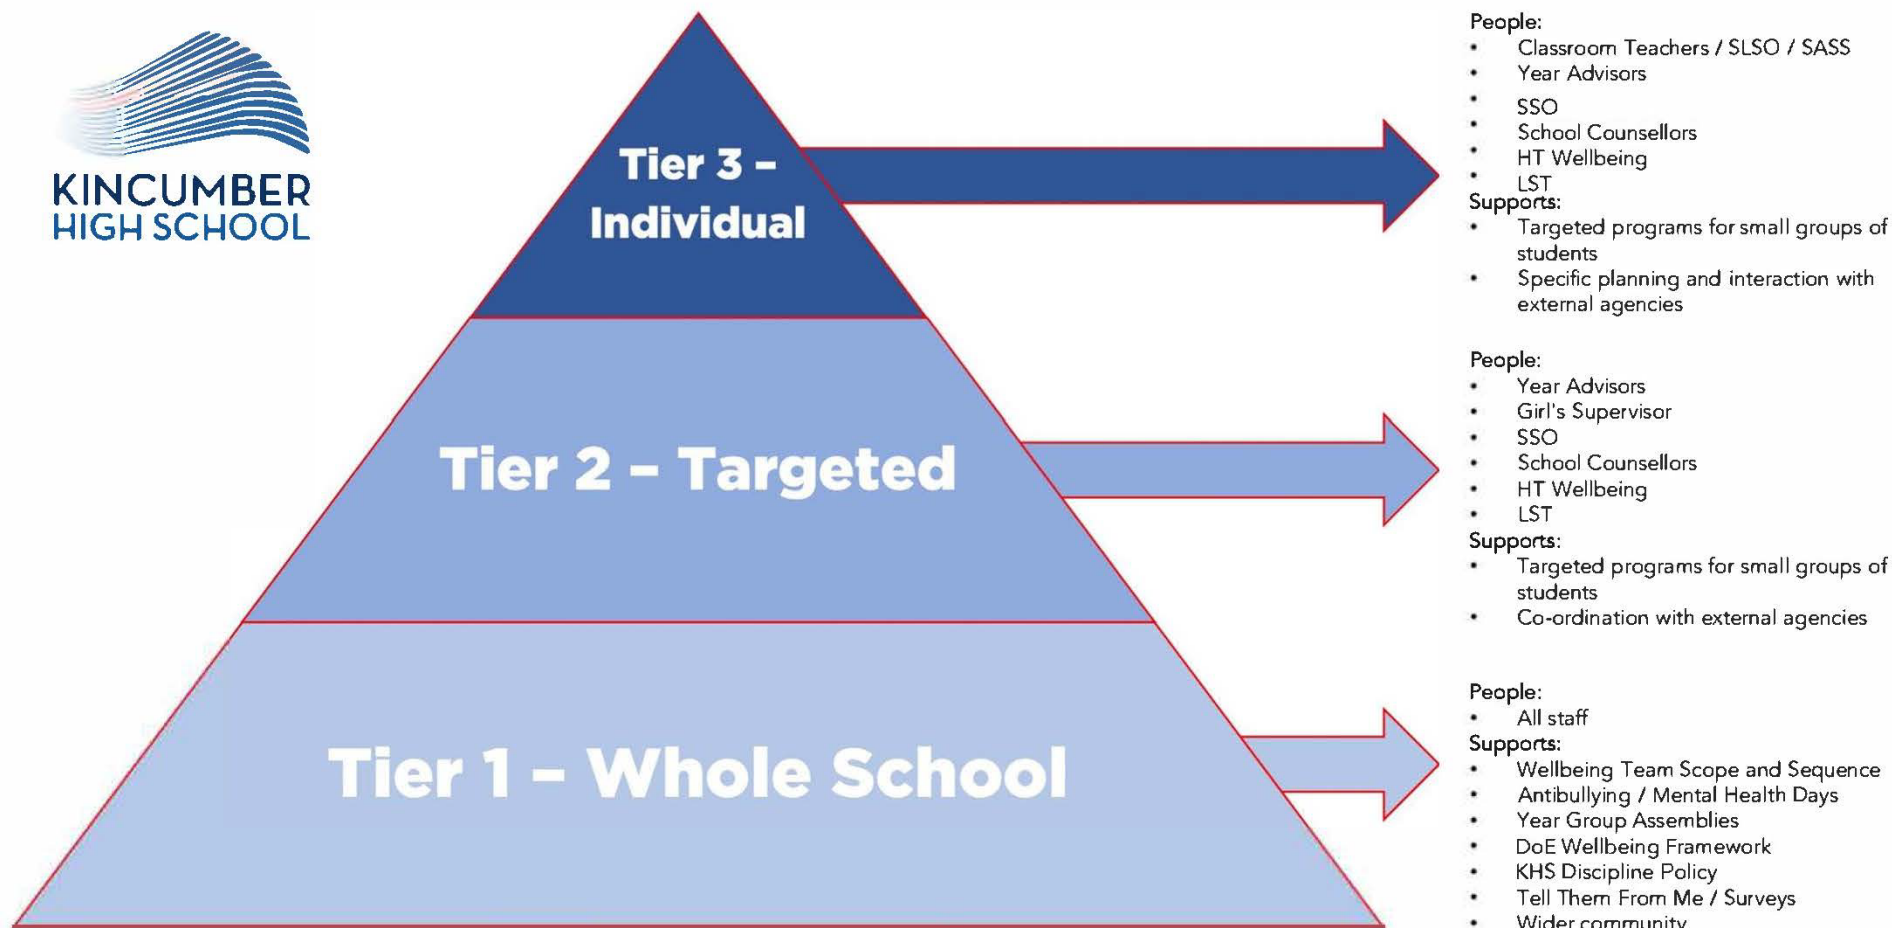 KINCUMBER
HIGH SCHOOL
Tier 3 –
Individual
People:
• Classroom Teachers / SLSO / SASS
• Year Advisors
• SSO
• School Counsellors
• HT Wellbeing
• LST
Supports:
• Targeted programs for small groups of
students
• Specific planning and interaction with
external agencies
Tier 2 – Targeted
People:
• Year Advisors
• Girl's Supervisor
• SSO
• School Counsellors
• HT Wellbeing
• LST
Supports:
• Targeted programs for small groups of
students
• Co-ordination with external agencies
Tier 1 – Whole School
People:
• All staff
Supports:
• Wellbeing Team Scope and Sequence
• Antibullying / Mental Health Days
• Year Group Assemblies
• DoE Wellbeing Framework
• KHS Discipline Policy
• Tell Them From Me / Surveys
• Wider community